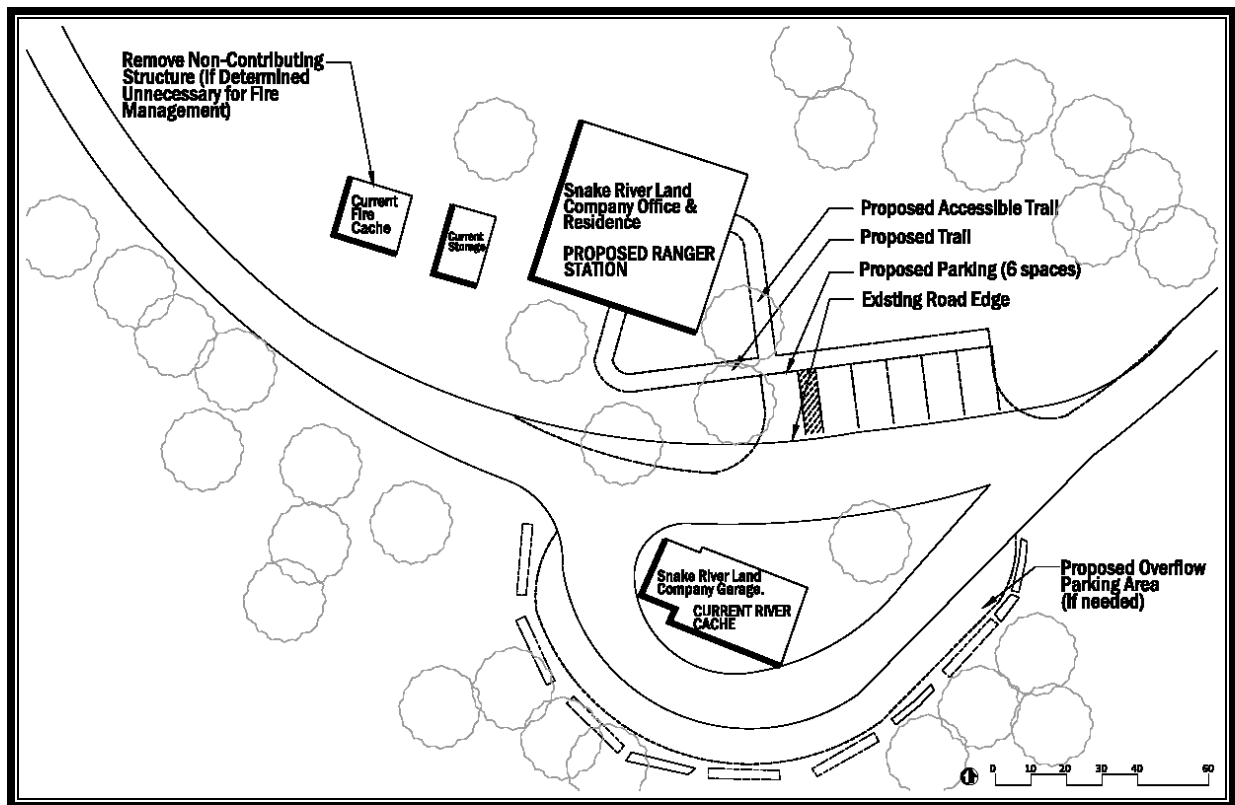 Remove Non-Contributing
Structure (If Determined
Unnecessary for Fire
Management)
Current
Fire
Cache
Current
Storage
Snake River Land
Company Office &
Residence
PROPOSED RANGER
STATION
Proposed Accessible Trail
Proposed Trail
Proposed Parking (6 spaces)
Existing Road Edge
Snake River Land
Company Garage.
CURRENT RIVER
CACHE
Proposed Overflow
Parking Area
(If needed)
0 10 20 30 40 60